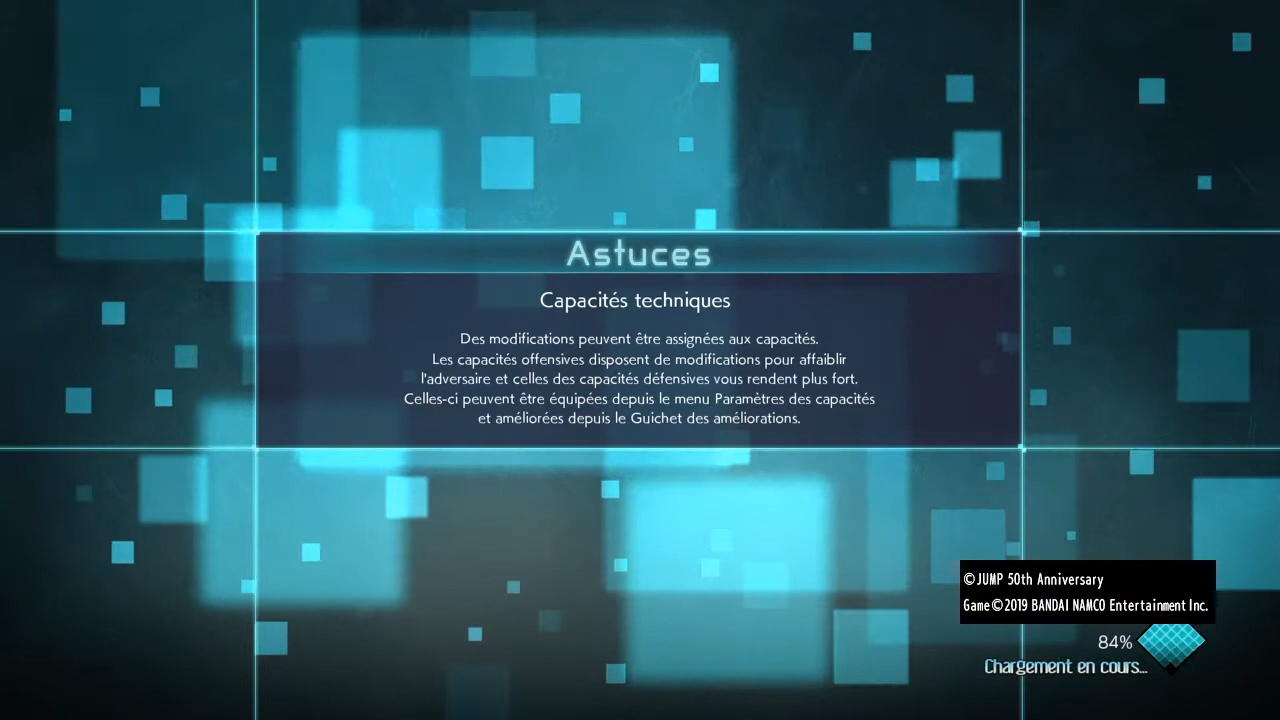 Astuces
Capacités techniques
Des modifications peuvent être assignées aux capacités.
Les capacités offensives disposent de modifications pour affaiblir
l'adversaire et celles des capacités défensives vous rendent plus fort.
Celles-ci peuvent être équipées depuis le menu Paramètres des capacités
et améliorées depuis le Guichet des améliorations.
©JUMP 50th Anniversary
Game©2019 BANDAI NAMCO Entertainment Inc.
84%
Chargement en cours...